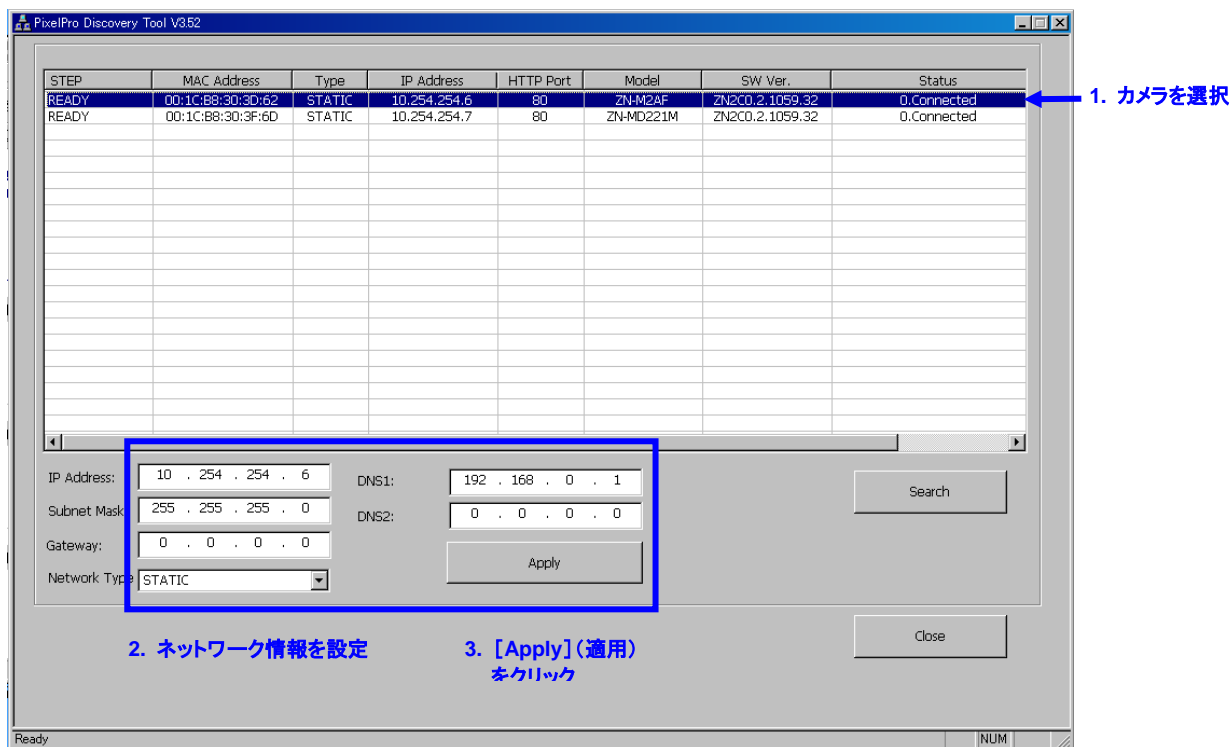 PixelPro Discovery Tool V3.52
STEP MAC Address Type IP Address HTTP Port Model SW Ver. Status
READY 00:1C:B8:30:3D:62 STATIC 10.254.254.6 80 ZN-M2AF ZN2C0.2.1059.32 0.Connected
1. カメラを選択
READY 00:1C:B8:30:3F:6D STATIC 10.254.254.7 80 ZN-MD221M ZN2C0.2.1059.32 0.Connected
IP Address: 10 . 254 . 254 . 6 DNS1: 192 . 168 . 0 . 1
Search
Subnet Mask 255 . 255 . 255 . 0 DNS2: 0 . 0 . 0 . 0
Gateway: 0 . 0 . 0 . 0
Apply
Network Type STATIC
Close
2. ネットワーク情報を設定
3. [Apply](適用)
をクリック
Ready NUM